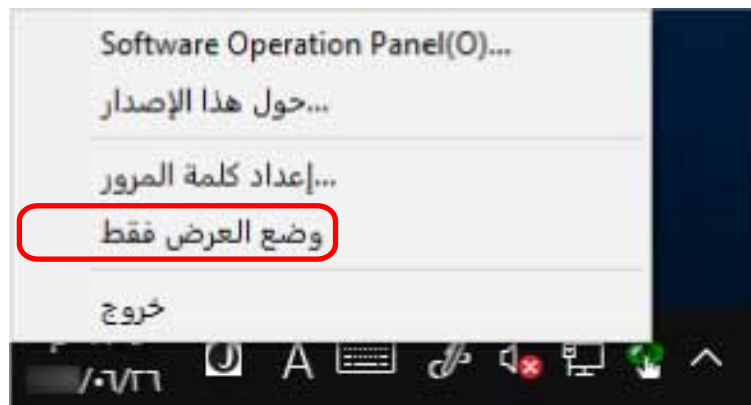 Software Operation Panel(O)...
حول هذا الإصدار...
إعداد كلمة المرور...
وضع العرض فقط
خروج
A
/٠٦/٢٦